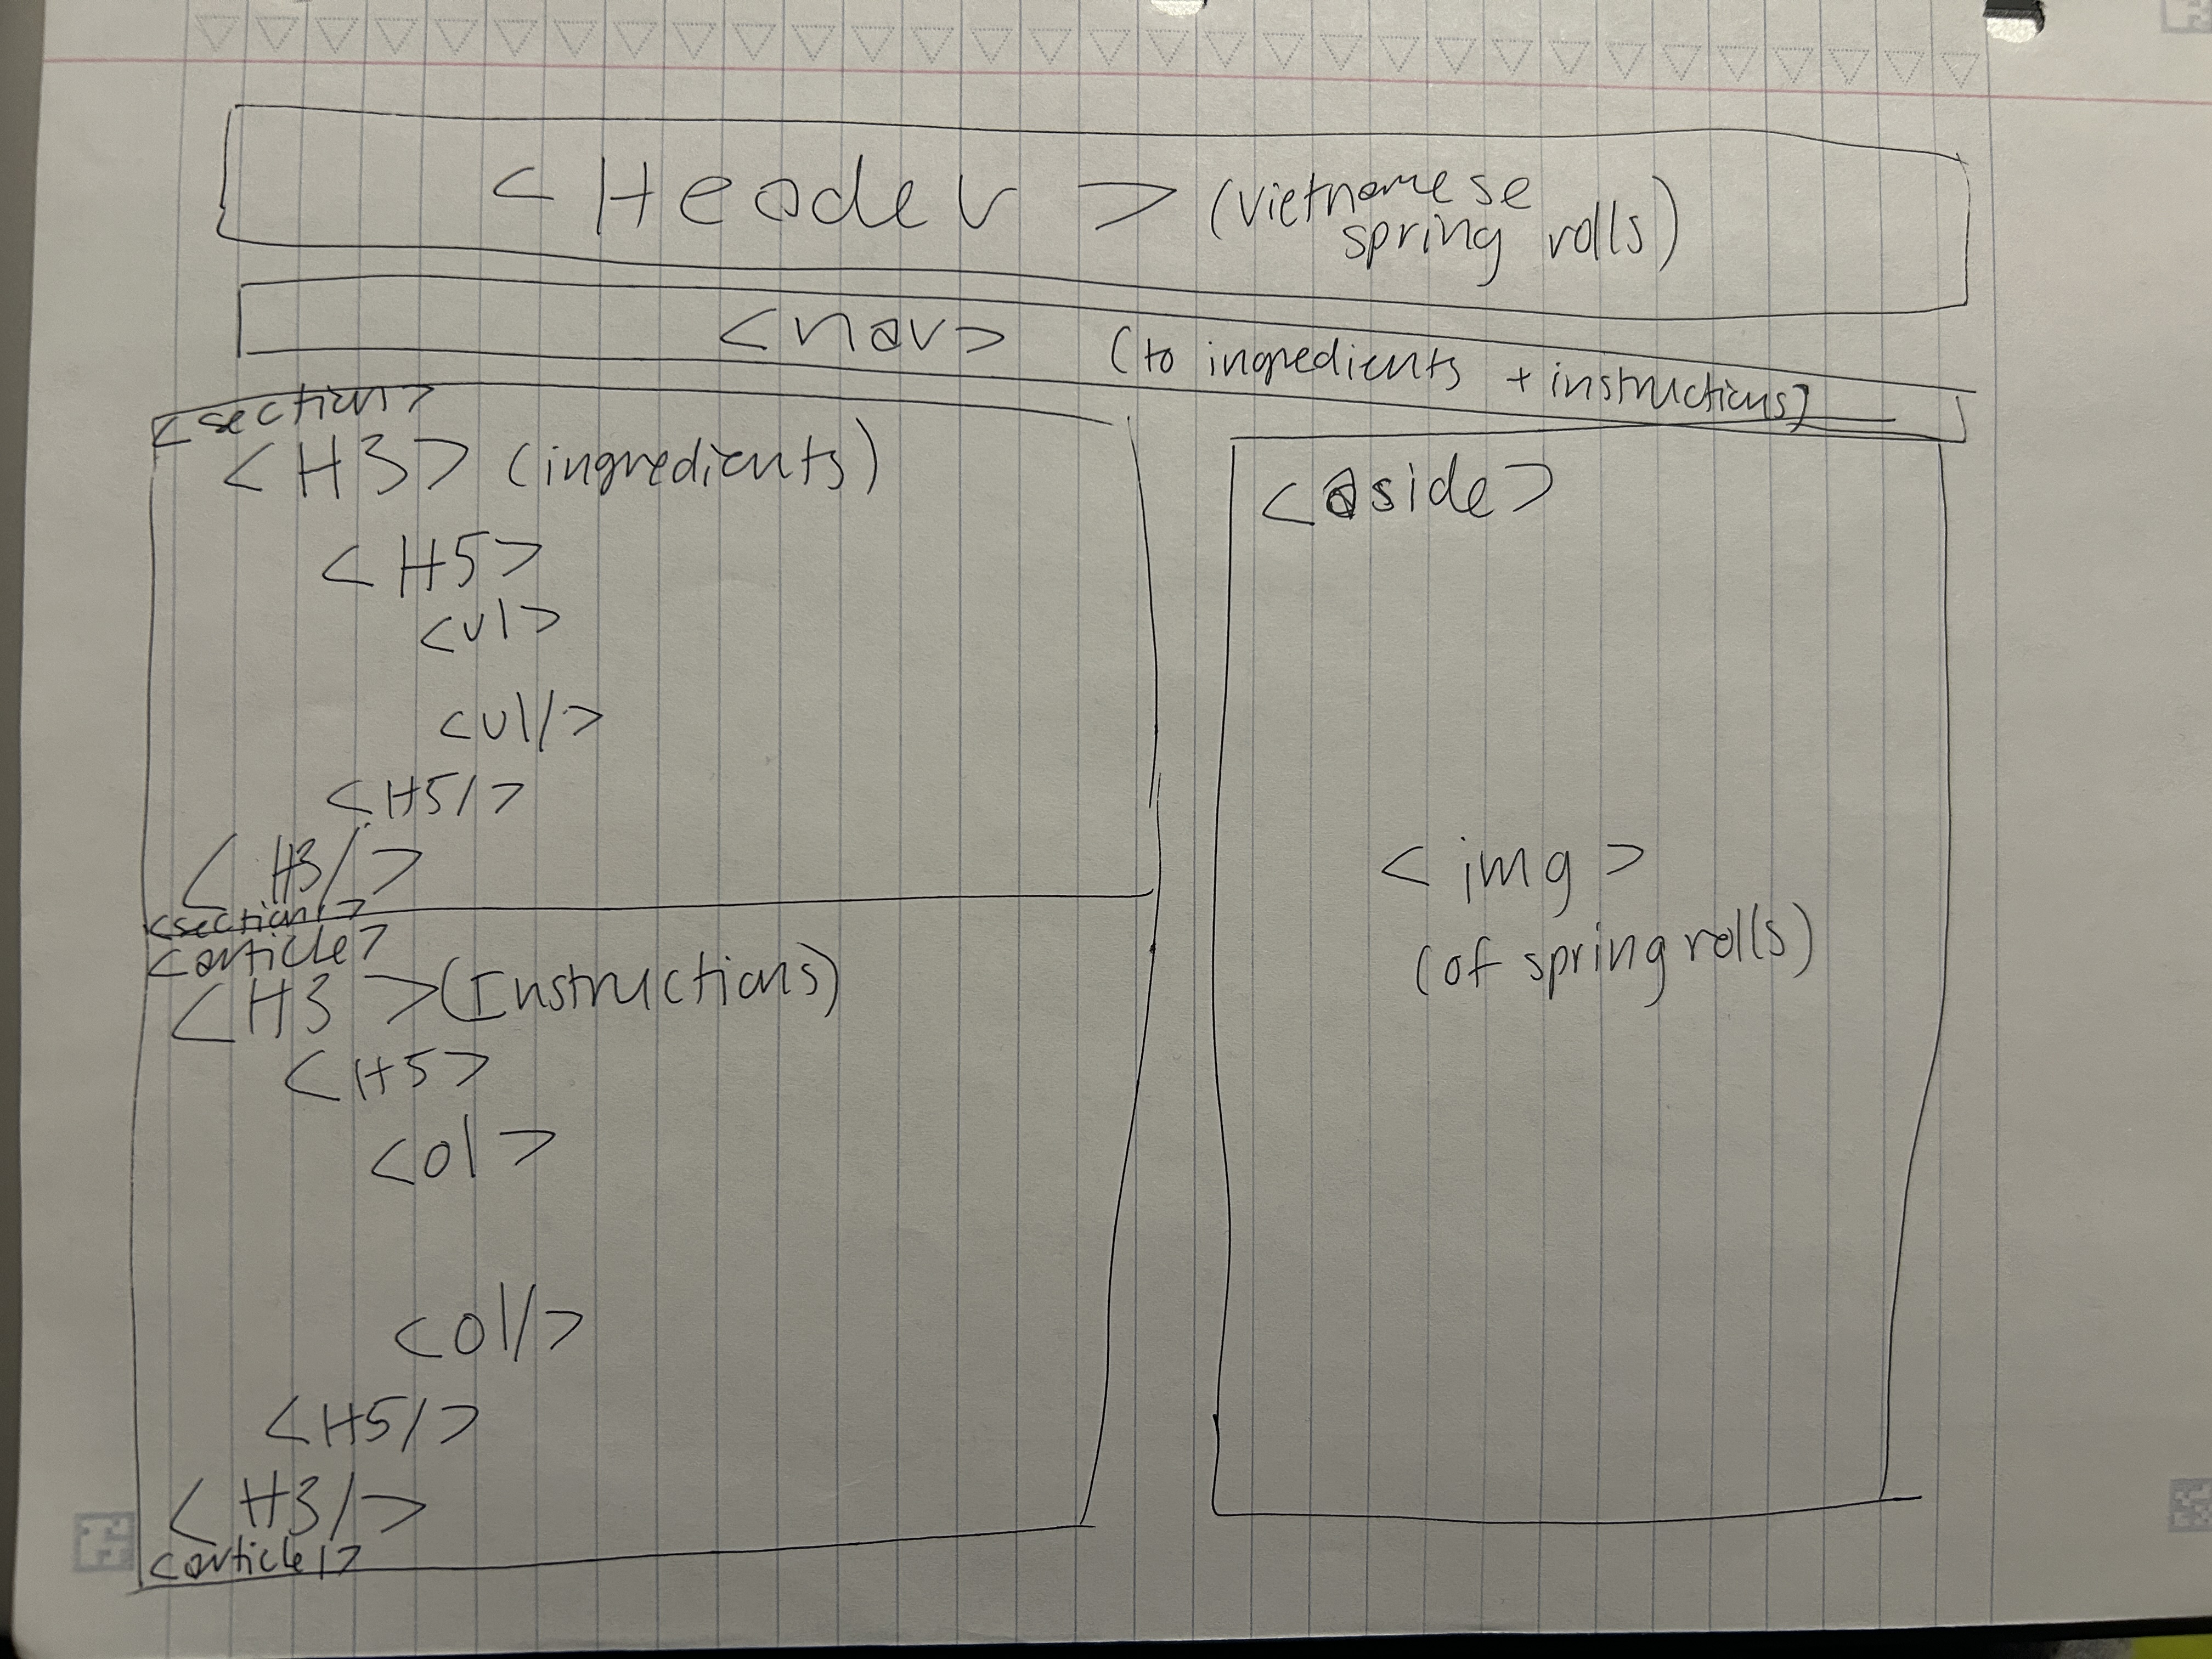 <Header> (Vietnamese
spring rolls)
<nav> (to ingredients + instructions)
<section>
<H3> (ingredients)
<H5>
<ul>
<ul/>
<H5/>
<H3/>
<section/>
<article>
<H3> (Instructions)
<H5>
<ol>
<ol/>
<H5/>
<H3/>
<article/>
<aside>
<img>
(of spring rolls)